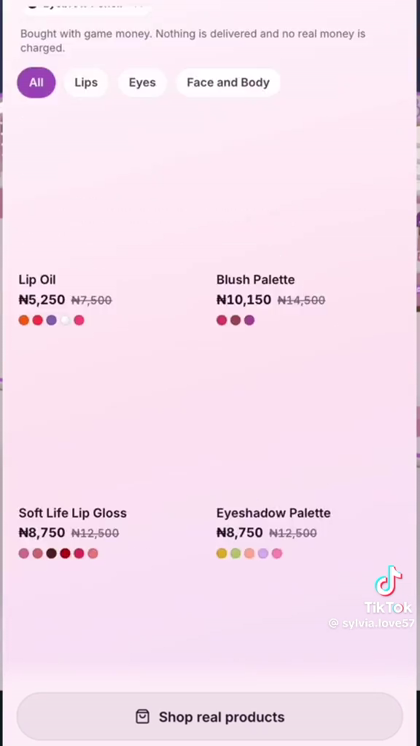 Bought with game money. Nothing is delivered and no real money is
charged.
All Lips Eyes Face and Body
Lip Oil
₦5,250 ₦7,500
Blush Palette
₦10,150 ₦14,500
Soft Life Lip Gloss
₦8,750 ₦12,500
Eyeshadow Palette
₦8,750 ₦12,500
TikTok
@ sylvia.love57
Shop real products